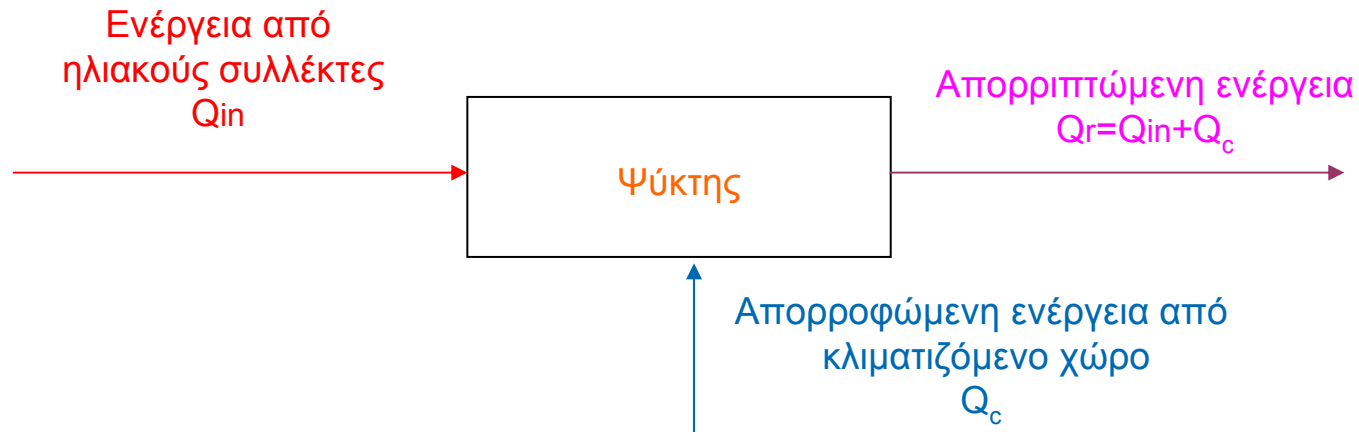 Ενέργεια από
ηλιακούς συλλέκτες
Qin
Απορριπτώμενη ενέργεια
Qr=Qin+Qc
Ψύκτης
Απορροφώμενη ενέργεια από
κλιματιζόμενο χώρο
Qc